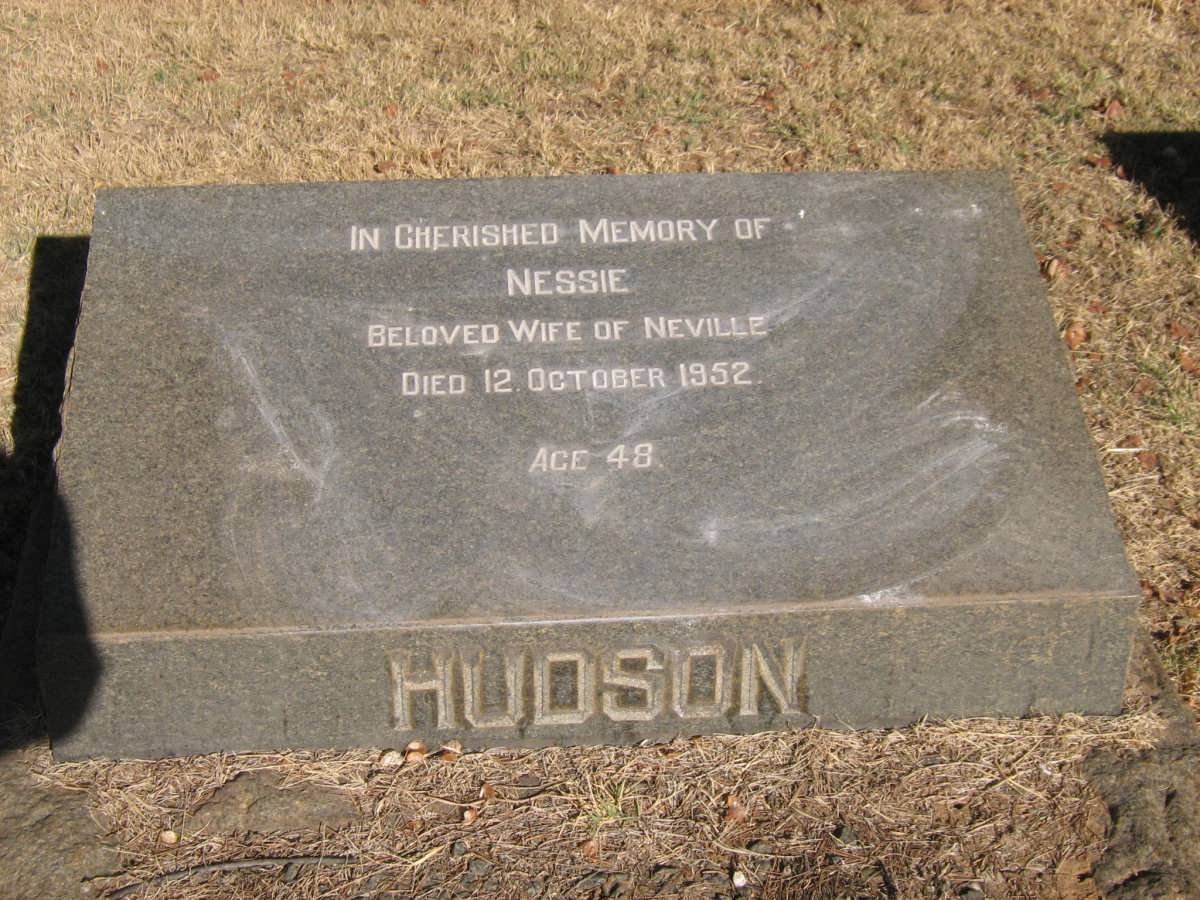 IN CHERISHED MEMORY OF
NESSIE
BELOVED WIFE OF NEVILLE
DIED 12. OCTOBER 1952.
AGE 48.
HUDSON